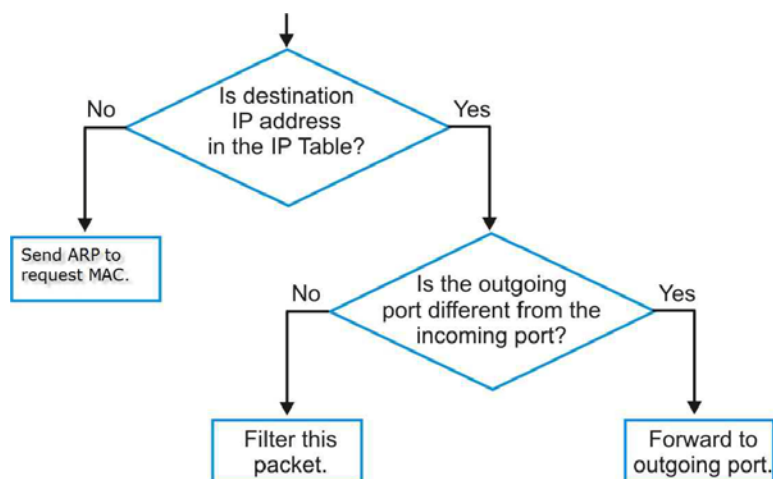 Is destination
IP address
in the IP Table?
No
Yes
Send ARP to
request MAC.
Is the outgoing
port different from the
incoming port?
No
Yes
Filter this
packet.
Forward to
outgoing port.